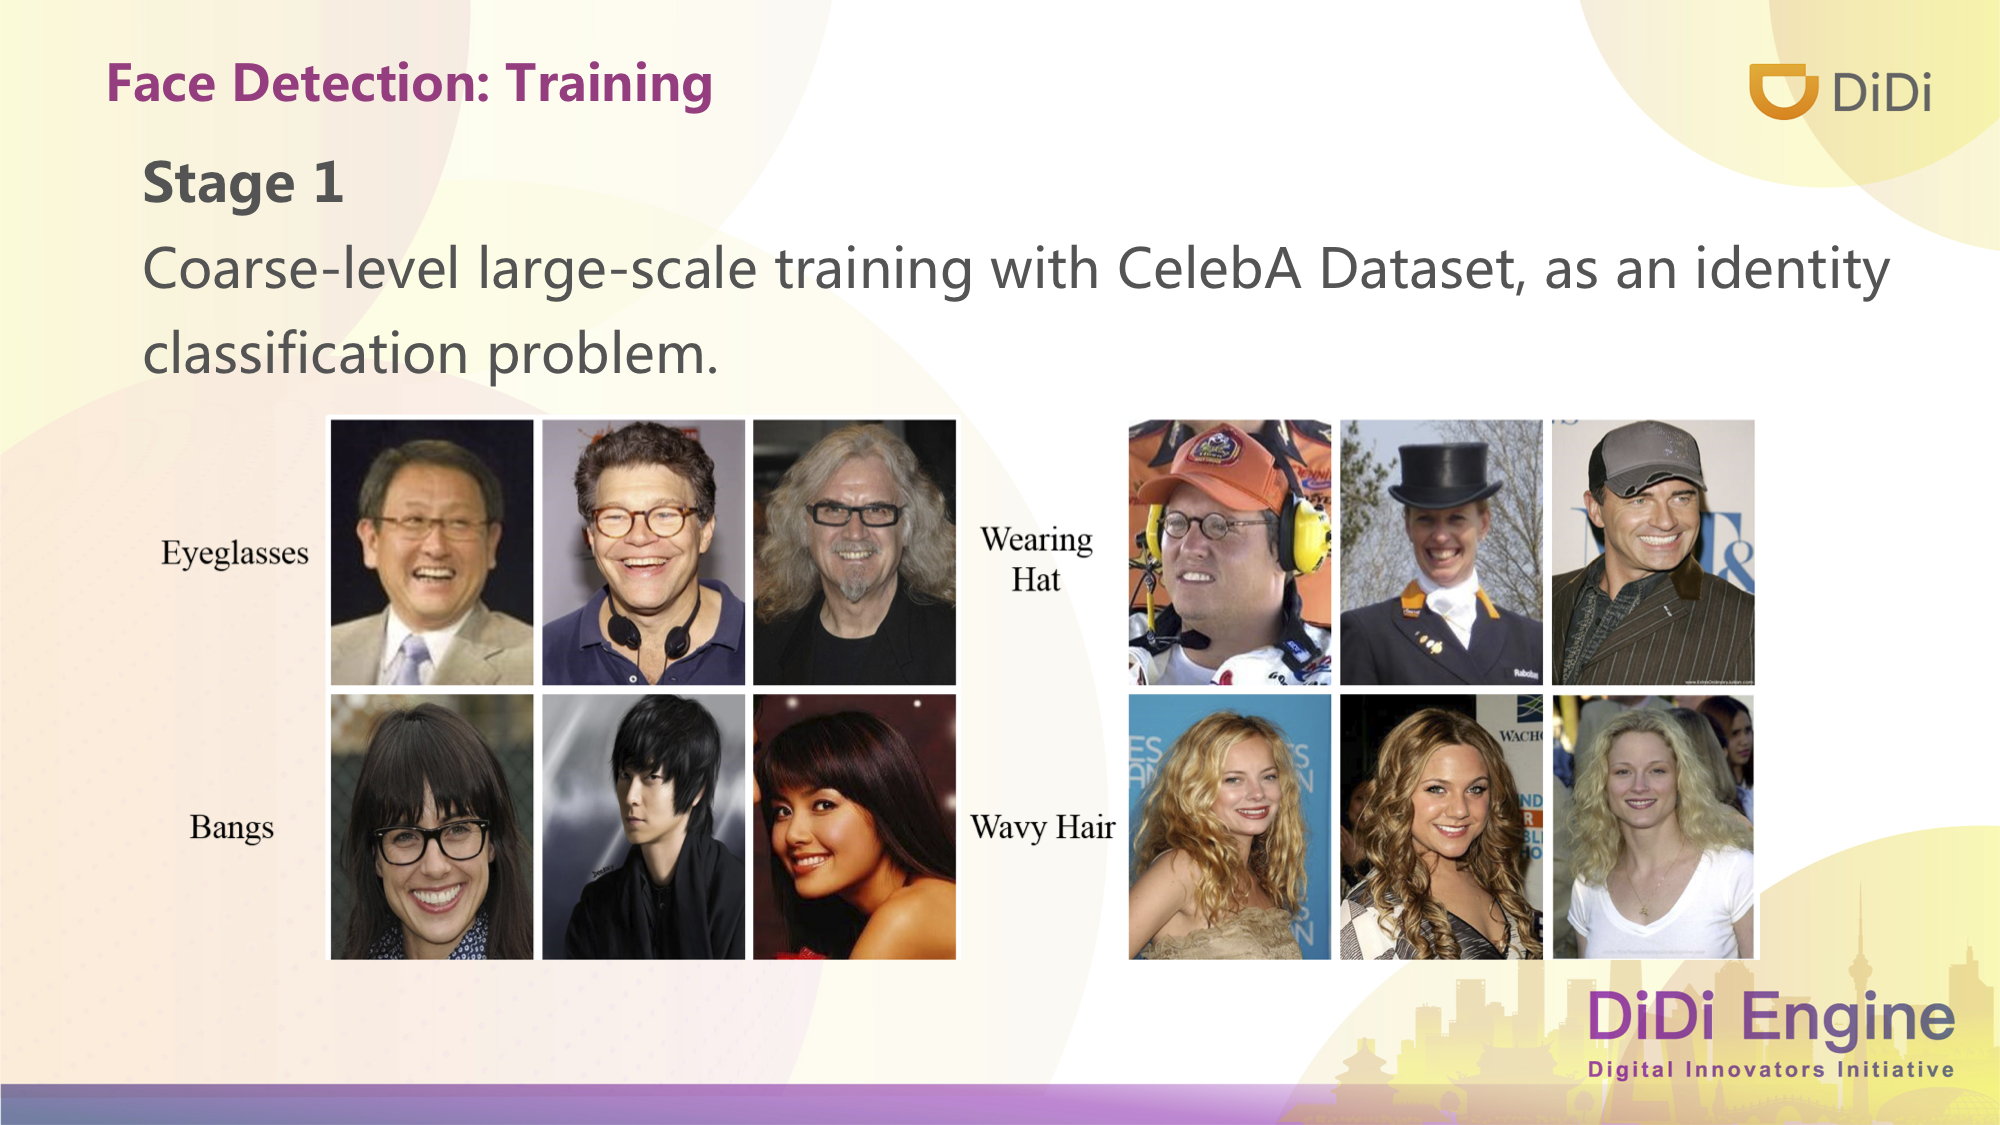 Face Detection: Training
DiDi
Stage 1
Coarse-level large-scale training with CelebA Dataset, as an identity
classification problem.
Eyeglasses
Wearing
Hat
Bangs
Wavy Hair
WACHO
DiDi Engine
Digital Innovators Initiative